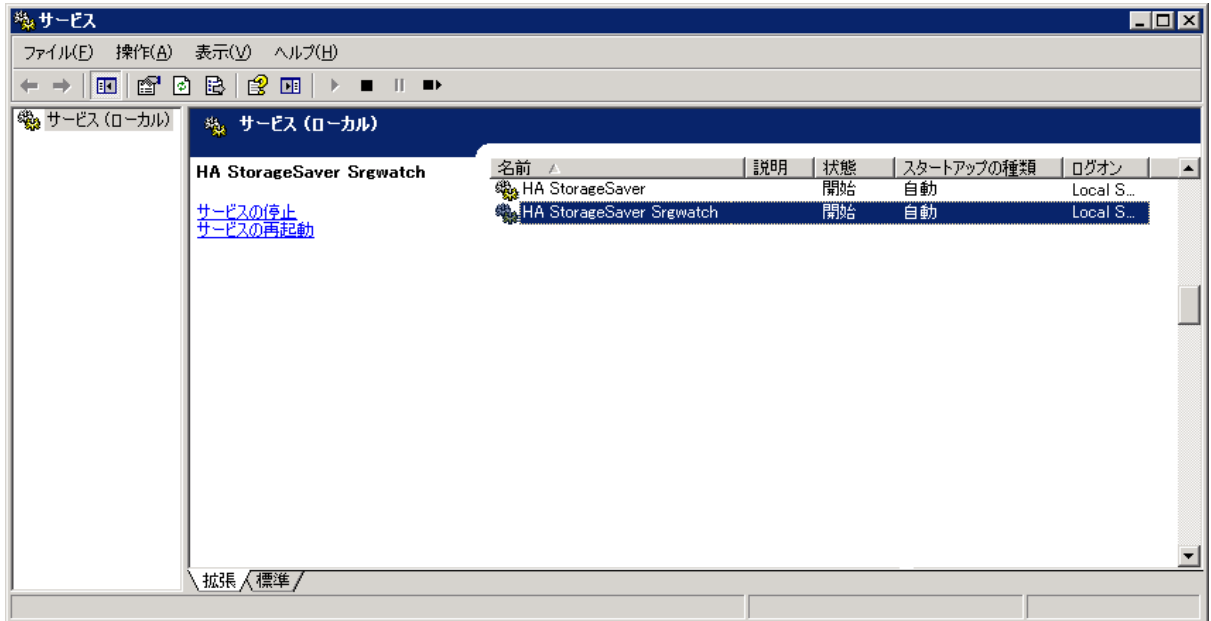 サービス
ファイル(F) 操作(A) 表示(V) ヘルプ(H)
サービス (ローカル)
サービス (ローカル)
HA StorageSaver Srgwatch
サービスの停止
サービスの再起動
名前 説明 状態 スタートアップの種類 ログオン
HA StorageSaver 開始 自動 Local S...
HA StorageSaver Srgwatch 開始 自動 Local S...
拡張 標準